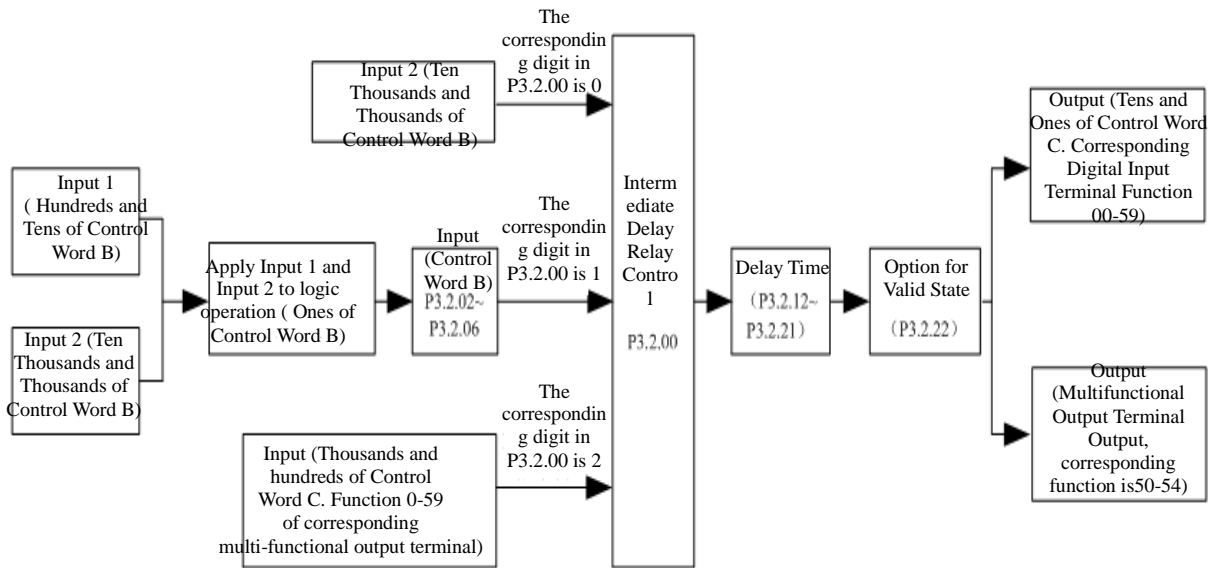 The
correspondin
g digit in
P3.2.00 is 0
Input 2 (Ten
Thousands and
Thousands of
Control Word B)
Input 1
( Hundreds and
Tens of Control
Word B)
Input 2 (Ten
Thousands and
Thousands of
Control Word B)
Apply Input 1 and
Input 2 to logic
operation ( Ones of
Control Word B)
Input
(Control
Word B)
P3.2.02~
P3.2.06
The
correspondin
g digit in
P3.2.00 is 1
Input (Thousands and
hundreds of Control
Word C. Function 0-59
of corresponding
multi-functional output terminal)
The
correspondin
g digit in
P3.2.00 is 2
Interm
ediate
Delay
Relay
Contro
l
P3.2.00
Delay Time
(P3.2.12~
P3.2.21)
Option for
Valid State
(P3.2.22)
Output (Tens and
Ones of Control Word
C. Corresponding
Digital Input
Terminal Function
00-59)
Output
(Multifunctional
Output Terminal
Output,
corresponding
function is50-54)